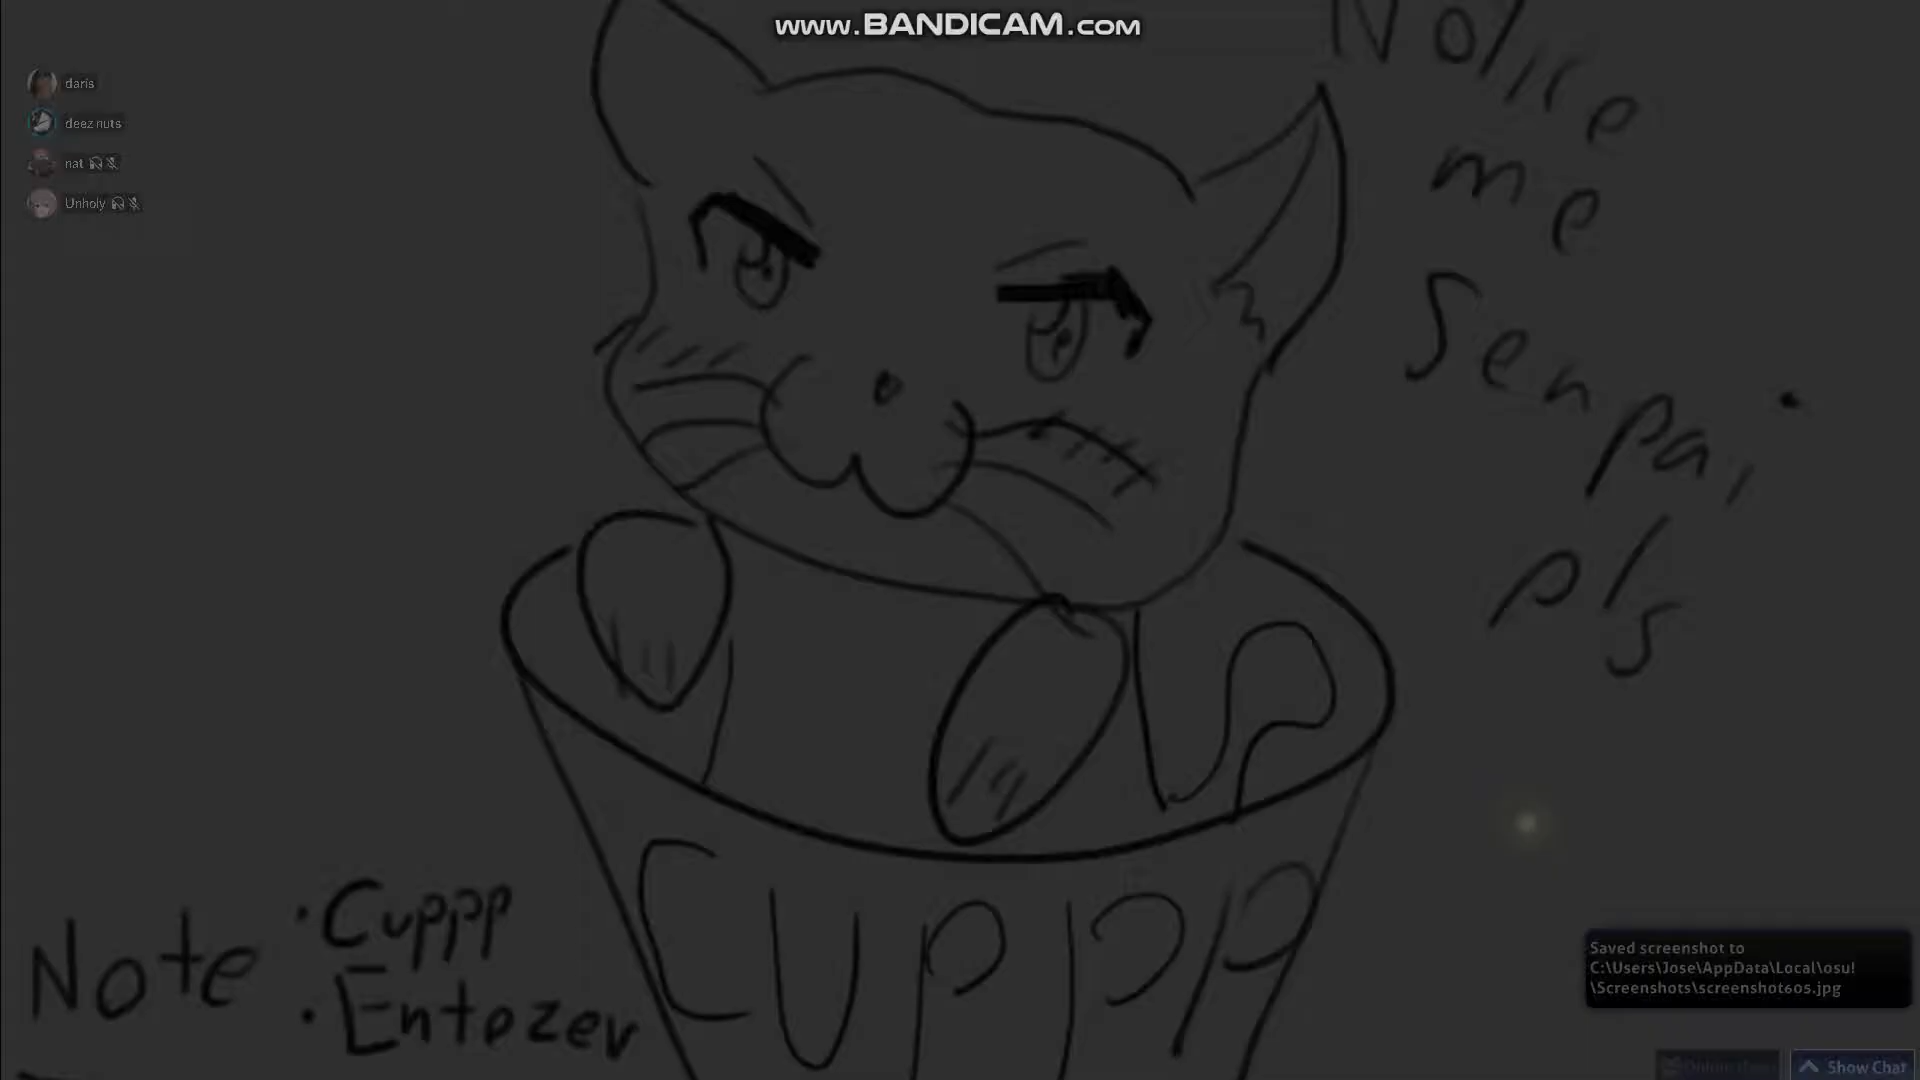 www.BANDICAM.com
daris
deez nuts
nat
Unholy
Notice
me
Senpai
pls
CUPPP
Note
· Cuppp
· Entozer
Saved screenshot to
C:\Users\Jose\AppData\Local\osu!
\Screenshots\screenshot605.jpg
Show Chat